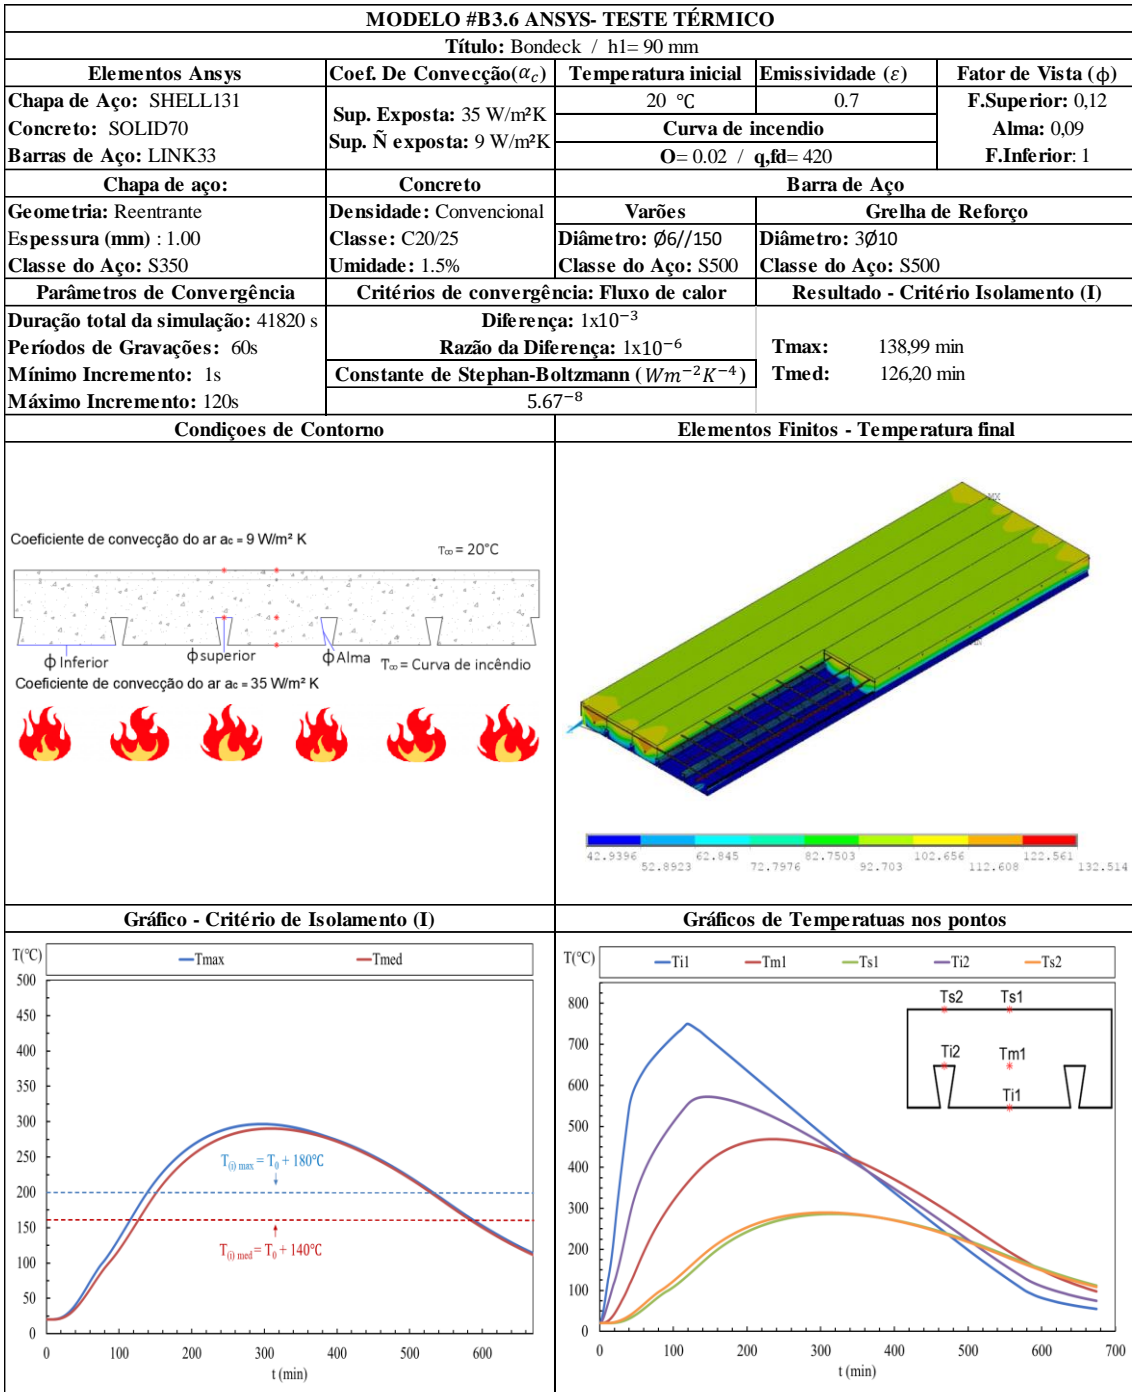 MODELO #B3.6 ANSYS- TESTE TÉRMICO
Título: Bondeck / h1= 90 mm
Elementos Ansys
Coef. De Convecção(αc)
Temperatura inicial
Emissividade (ε)
Fator de Vista (ϕ)
Chapa de Aço: SHELL131
Concreto: SOLID70
Barras de Aço: LINK33
Sup. Exposta: 35 W/m²K
Sup. Ñ exposta: 9 W/m²K
20 °C
0.7
Curva de incendio
O= 0.02 / q,fd= 420
F.Superior: 0,12
Alma: 0,09
F.Inferior: 1
Chapa de aço:
Concreto
Barra de Aço
Geometria: Reentrante
Espessura (mm) : 1.00
Classe do Aço: S350
Densidade: Convencional
Classe: C20/25
Umidade: 1.5%
Varões
Diâmetro: Ø6//150
Classe do Aço: S500
Grelha de Reforço
Diâmetro: 3Ø10
Classe do Aço: S500
Parâmetros de Convergência
Critérios de convergência: Fluxo de calor
Resultado - Critério Isolamento (I)
Duração total da simulação: 41820 s
Períodos de Gravações: 60s
Mínimo Incremento: 1s
Máximo Incremento: 120s
Diferença: 1x10⁻³
Razão da Diferença: 1x10⁻⁶
Constante de Stephan-Boltzmann (Wm⁻²K⁻⁴)
5.67⁻⁸
Tmax: 138,99 min
Tmed: 126,20 min
Condiçoes de Contorno
Elementos Finitos - Temperatura final
Coeficiente de convecção do ar ac = 9 W/m² K
T∞ = 20°C
ϕ Inferior
ϕ superior
ϕ Alma
T∞ = Curva de incêndio
Coeficiente de convecção do ar ac = 35 W/m² K
MX
42.9396 62.845 82.7503 102.656 122.561
52.8923 72.7976 92.703 112.608 132.514
Gráfico - Critério de Isolamento (I)
Gráficos de Temperatuas nos pontos
T(°C)
Tmax Tmed
500
450
400
350
300
250
200
150
100
50
0
T(i) max = T0 + 180°C
T(i) med = T0 + 140°C
0 100 200 300 400 500 600
t (min)
T(°C)
Ti1 Tm1 Ts1 Ti2 Ts2
800
700
600
500
400
300
200
100
0
Ts2 Ts1
Ti2 Tm1
Ti1
0 100 200 300 400 500 600 700
t (min)